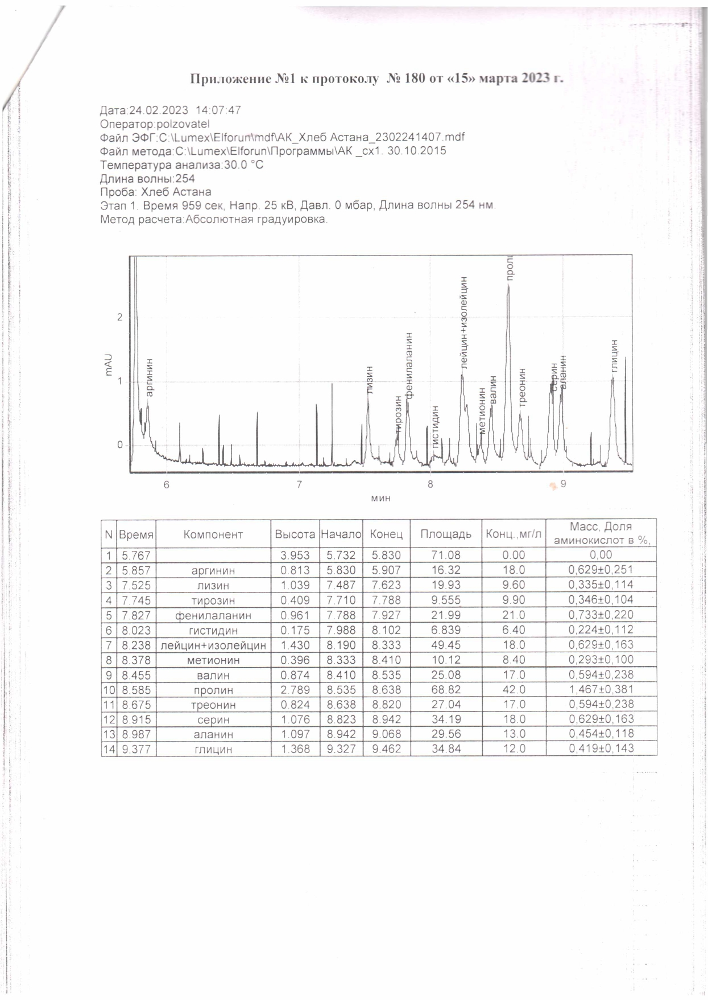 Приложение №1 к протоколу № 180 от «15» марта 2023 г.
Дата:24.02.2023 14:07:47
Оператор:polzovatel
Файл ЭФГ:C:\Lumex\Elforun\mdf\АК_Хлеб Астана_2302241407.mdf
Файл метода:C:\Lumex\Elforun\Программы\АК _сх1. 30.10.2015
Температура анализа:30.0 °C
Длина волны:254
Проба: Хлеб Астана
Этап 1. Время 959 сек, Напр. 25 кВ, Давл. 0 мбар, Длина волны 254 нм.
Метод расчета:Абсолютная градуировка.
mAU
2
1
0
аргинин
лизин
тирозин
фенилаланин
гистидин
лейцин+изолейцин
метионин
валин
прол
треонин
серин
аланин
глицин
6 7 8 9
мин
N Время Компонент Высота Начало Конец Площадь Конц.,мг/л Масс, Доля аминокислот в %,
1 5.767 3.953 5.732 5.830 71.08 0.00 0,00
2 5.857 аргинин 0.813 5.830 5.907 16.32 18.0 0,629±0,251
3 7.525 лизин 1.039 7.487 7.623 19.93 9.60 0,335±0,114
4 7.745 тирозин 0.409 7.710 7.788 9.555 9.90 0,346±0,104
5 7.827 фенилаланин 0.961 7.788 7.927 21.99 21.0 0,733±0,220
6 8.023 гистидин 0.175 7.988 8.102 6.839 6.40 0,224±0,112
7 8.238 лейцин+изолейцин 1.430 8.190 8.333 49.45 18.0 0,629±0,163
8 8.378 метионин 0.396 8.333 8.410 10.12 8.40 0,293±0,100
9 8.455 валин 0.874 8.410 8.535 25.08 17.0 0,594±0,238
10 8.585 пролин 2.789 8.535 8.638 68.82 42.0 1,467±0,381
11 8.675 треонин 0.824 8.638 8.820 27.04 17.0 0,594±0,238
12 8.915 серин 1.076 8.823 8.942 34.19 18.0 0,629±0,163
13 8.987 аланин 1.097 8.942 9.068 29.56 13.0 0,454±0,118
14 9.377 глицин 1.368 9.327 9.462 34.84 12.0 0,419±0,143